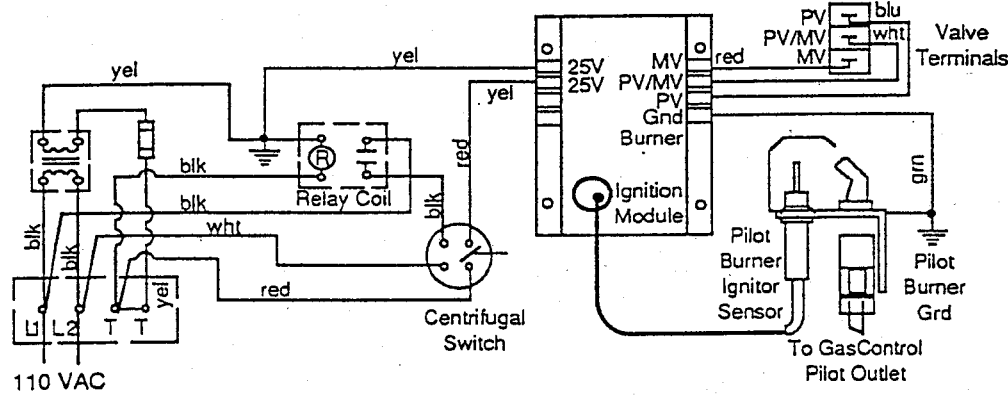 PV
blu
PV/MV
wht
Valve
Terminals
MV
red
yel
yel
25V
25V
MV
PV/MV
PV
Gnd
Burner
yel
red
R
Relay Coil
blk
blk
blk
wht
Ignition
Module
grn
blk
blk
yel
red
L1
L2
T
T
110 VAC
Centrifugal
Switch
Pilot
Burner
Ignitor
Sensor
Pilot
Burner
Grd
To GasControl
Pilot Outlet